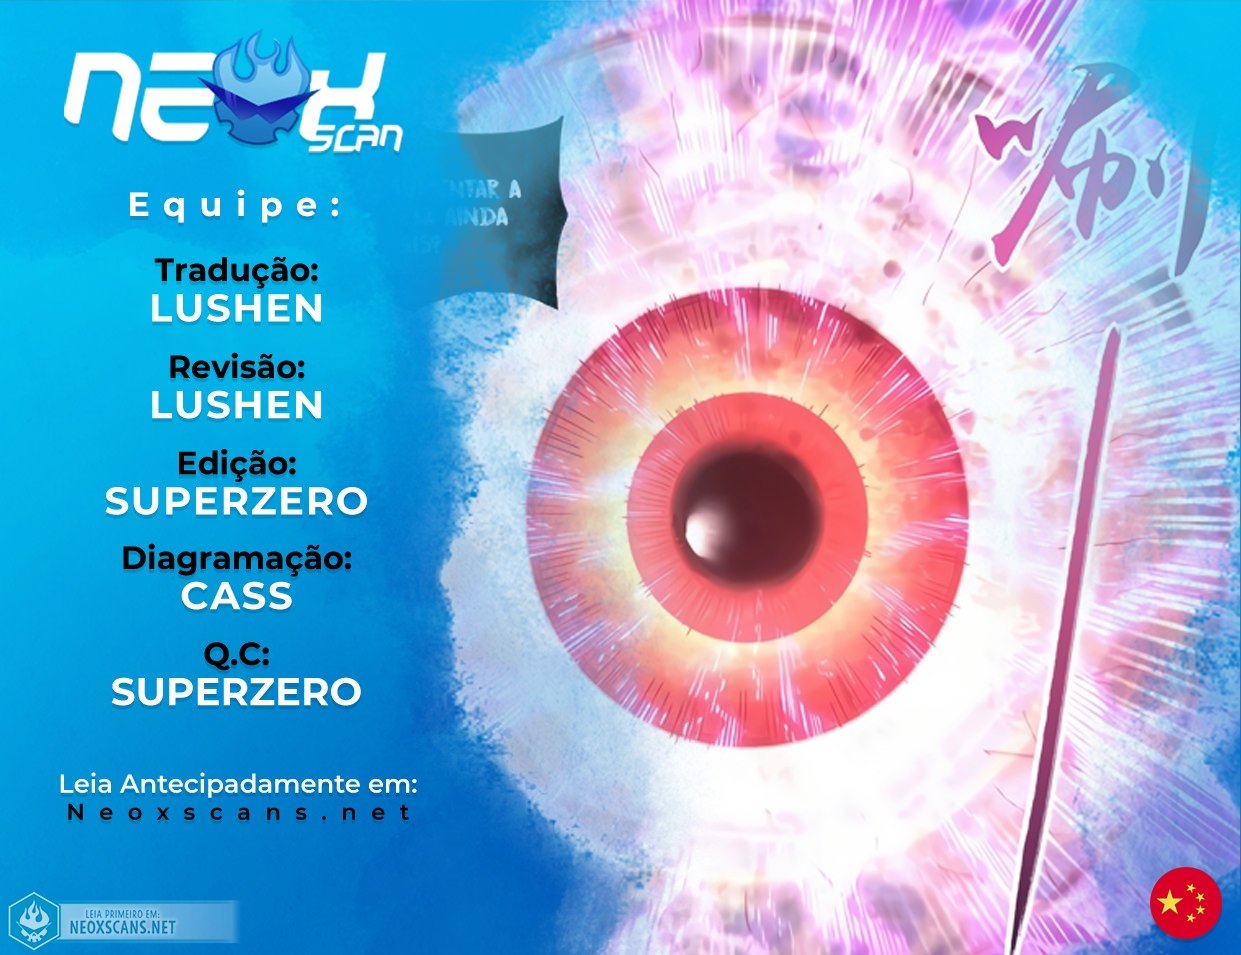 NEOX
SCAN
Equipe:
Tradução:
LUSHEN
Revisão:
LUSHEN
Edição:
SUPERZERO
Diagramação:
CASS
Q.C:
SUPERZERO
Leia Antecipadamente em:
Neoxscans.net
LEIA PRIMEIRO EM:
NEOXSCANS.NET
A
AINDA